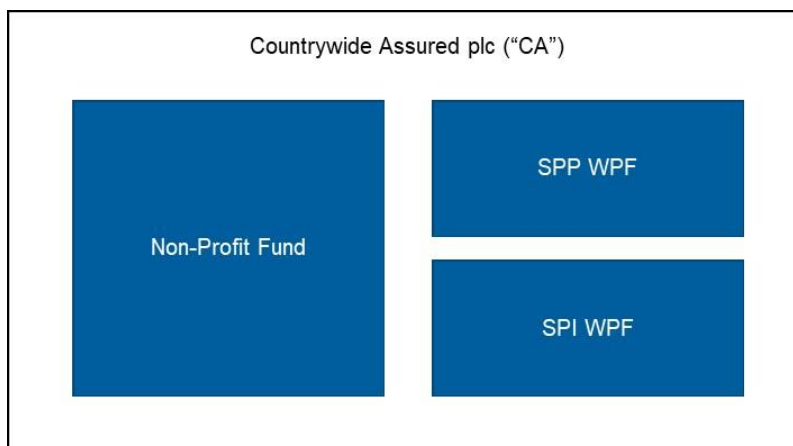 Countrywide Assured plc (“CA”)
Non-Profit Fund
SPP WPF
SPI WPF